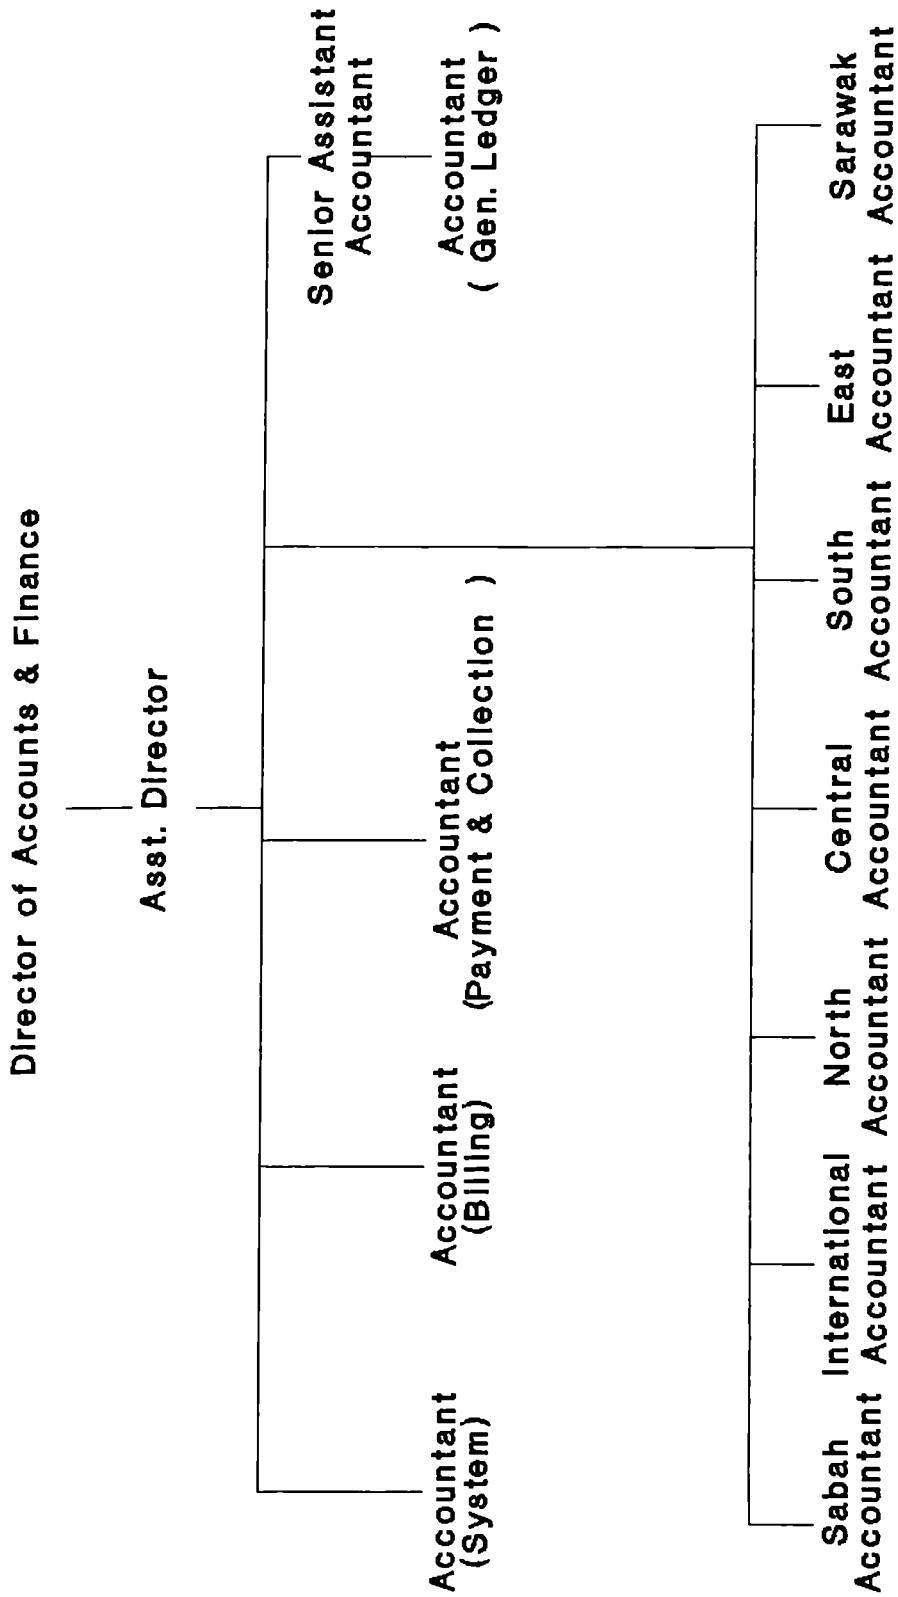 Director of Accounts & Finance
Asst. Director
Senior Assistant
Accountant
Accountant
(System)
Accountant
(Billing)
Accountant
(Payment & Collection )
Accountant
( Gen. Ledger )
Sabah
Accountant
International
Accountant
North
Accountant
Central
Accountant
South
Accountant
East
Accountant
Sarawak
Accountant